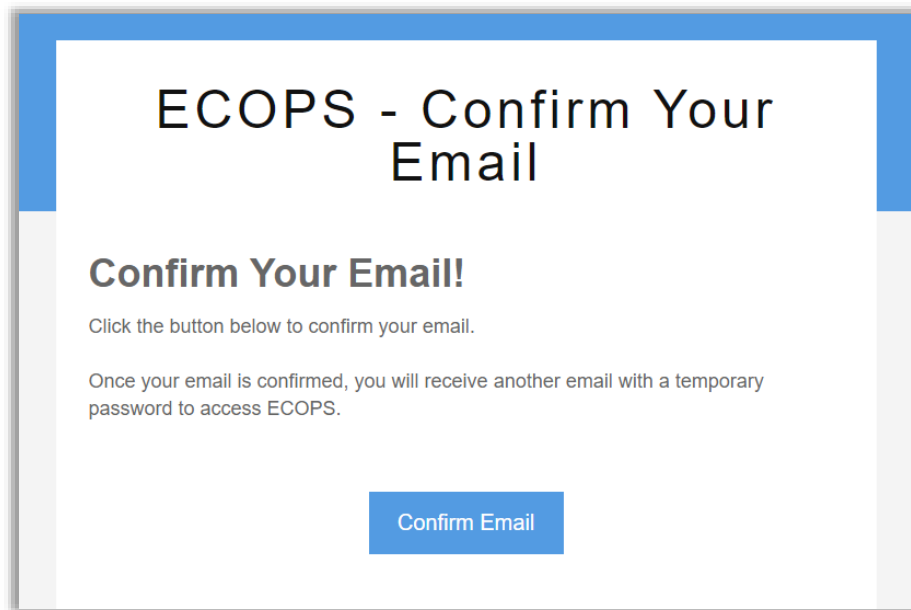 ECOPS - Confirm Your
Email
Confirm Your Email!
Click the button below to confirm your email.
Once your email is confirmed, you will receive another email with a temporary
password to access ECOPS.
Confirm Email